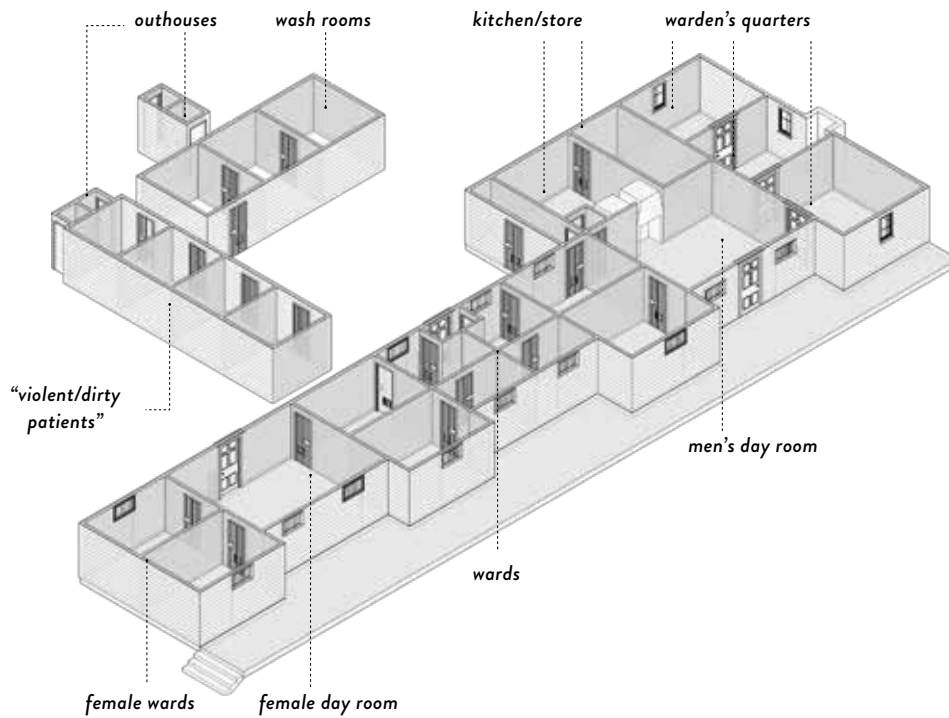 outhouses
wash rooms
kitchen/store
warden’s quarters
“violent/dirty
patients”
men’s day room
wards
female wards
female day room